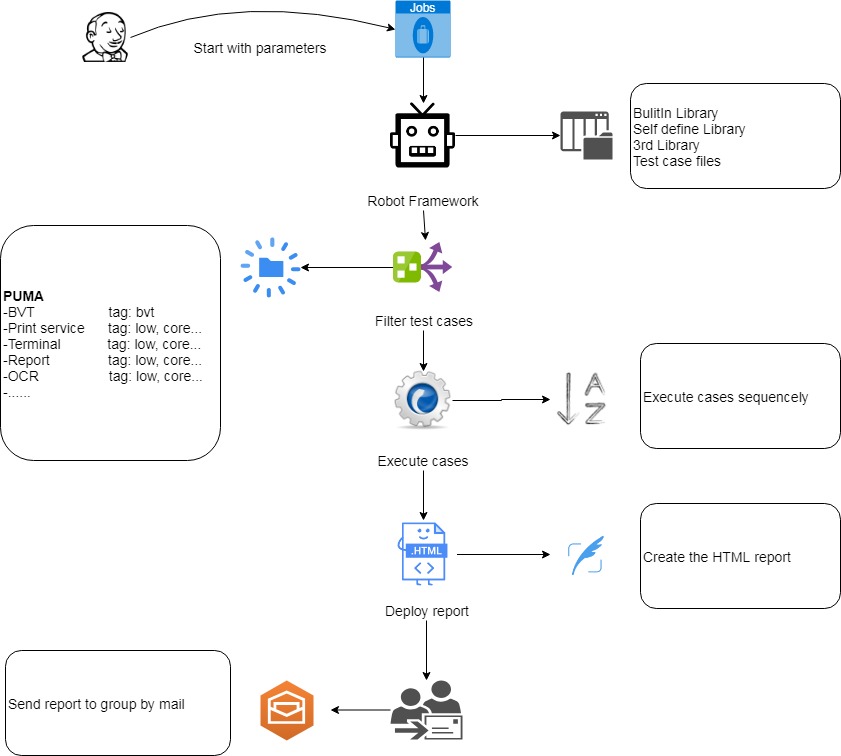 Jobs
Start with parameters
BulitIn Library
Self define Library
3rd Library
Test case files
Robot Framework
PUMA
-BVT tag: bvt
-Print service tag: low, core...
-Terminal tag: low, core...
-Report tag: low, core...
-OCR tag: low, core...
-......
Filter test cases
A
Z
Execute cases sequencely
Execute cases
.HTML
Create the HTML report
Deploy report
Send report to group by mail